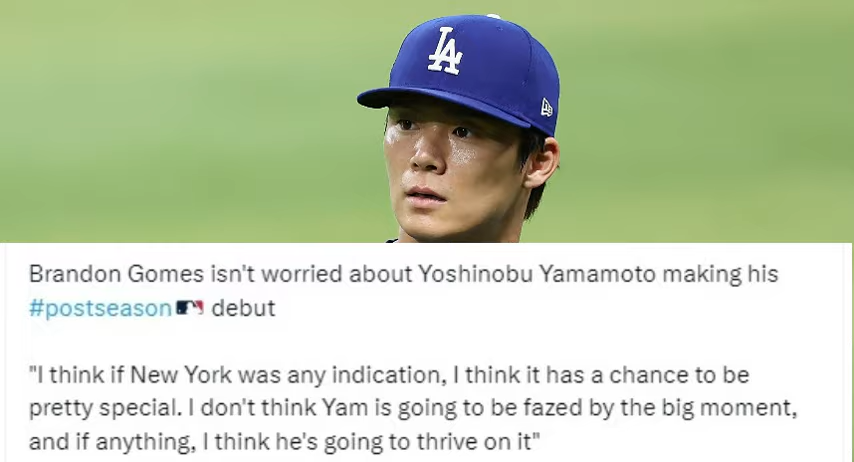 LA
Brandon Gomes isn't worried about Yoshinobu Yamamoto making his
#postseason debut
"I think if New York was any indication, I think it has a chance to be
pretty special. I don't think Yam is going to be fazed by the big moment,
and if anything, I think he's going to thrive on it"